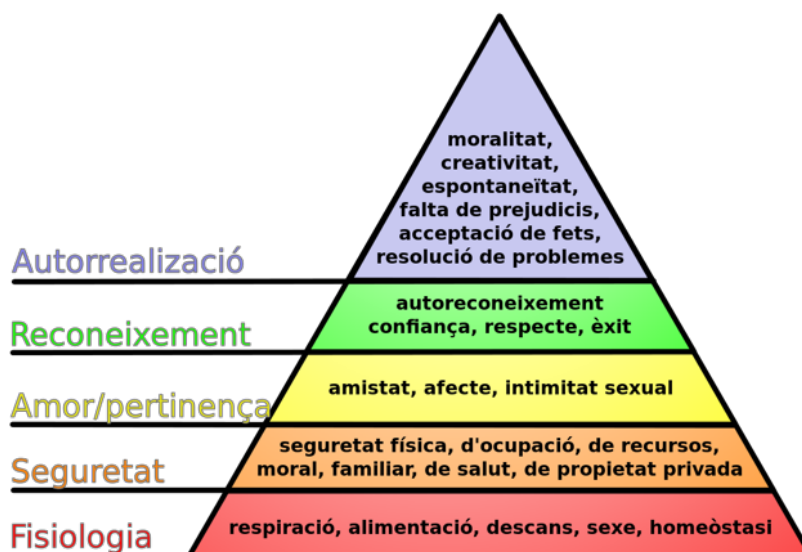 moralitat,
creativitat,
espontaneïtat,
falta de prejudicis,
acceptació de fets,
resolució de problemes
Autorrealizació
autoreconeixement
confiança, respecte, èxit
Reconeixement
amistat, afecte, intimitat sexual
Amor/pertinença
seguretat física, d'ocupació, de recursos,
moral, familiar, de salut, de propietat privada
Seguretat
respiració, alimentació, descans, sexe, homeòstasi
Fisiologia